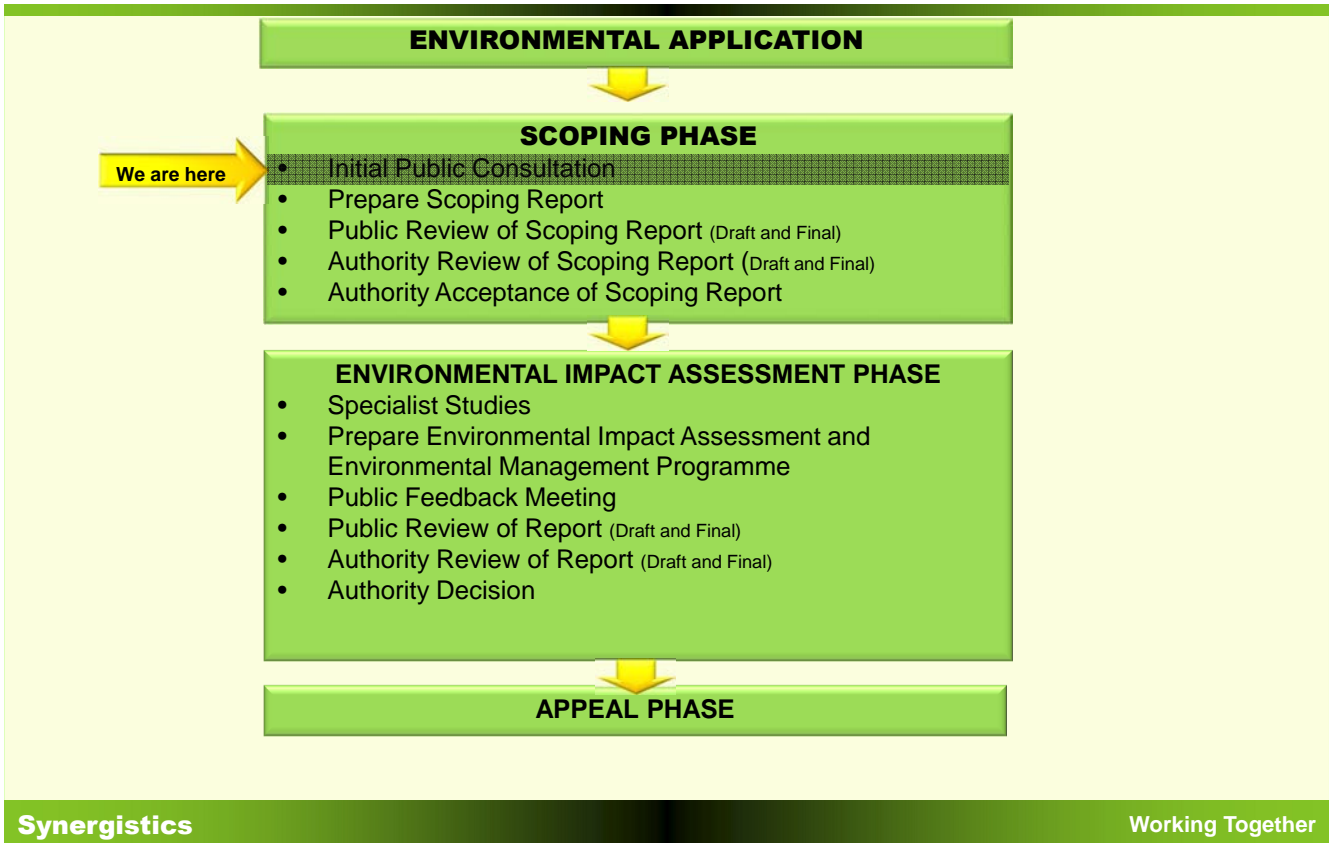 ENVIRONMENTAL APPLICATION
SCOPING PHASE
We are here
• Initial Public Consultation
• Prepare Scoping Report
• Public Review of Scoping Report (Draft and Final)
• Authority Review of Scoping Report (Draft and Final)
• Authority Acceptance of Scoping Report
ENVIRONMENTAL IMPACT ASSESSMENT PHASE
• Specialist Studies
• Prepare Environmental Impact Assessment and
Environmental Management Programme
• Public Feedback Meeting
• Public Review of Report (Draft and Final)
• Authority Review of Report (Draft and Final)
• Authority Decision
APPEAL PHASE
Synergistics
Working Together